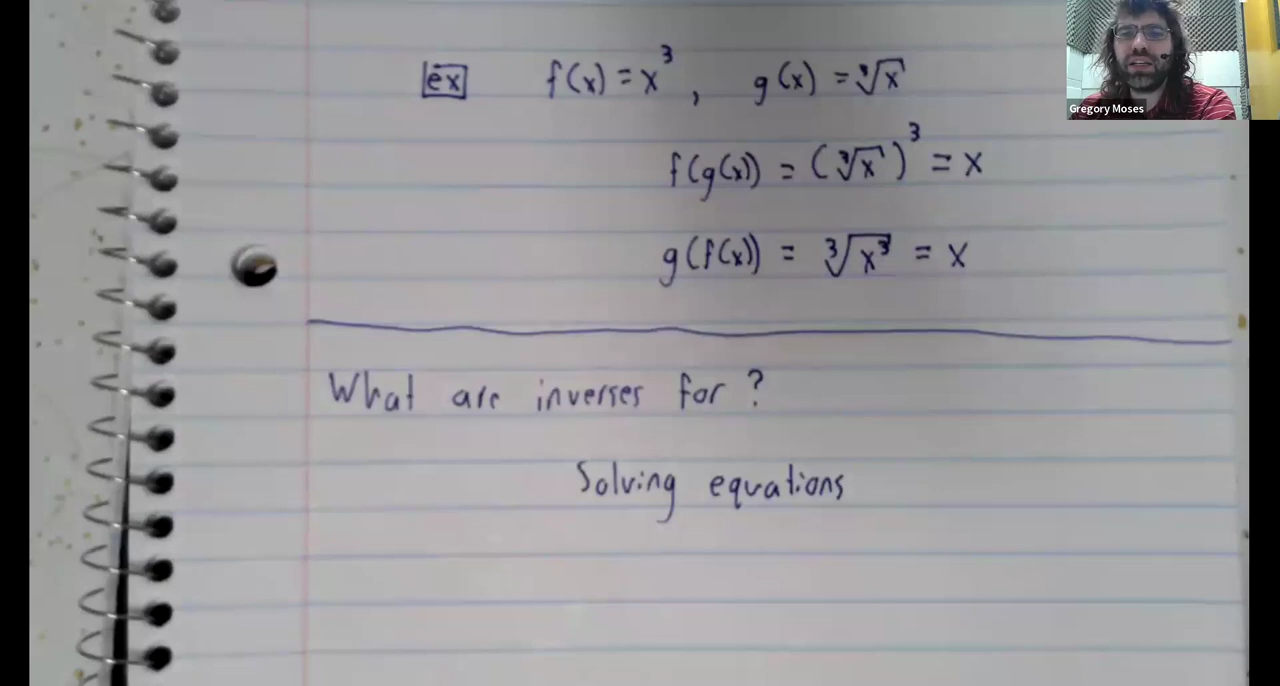 ex f(x) = x³, g(x) = ∛x
Gregory Moses
f(g(x)) = (∛x)³ = x
g(f(x)) = ∛x³ = x
What are inverses for?
Solving equations